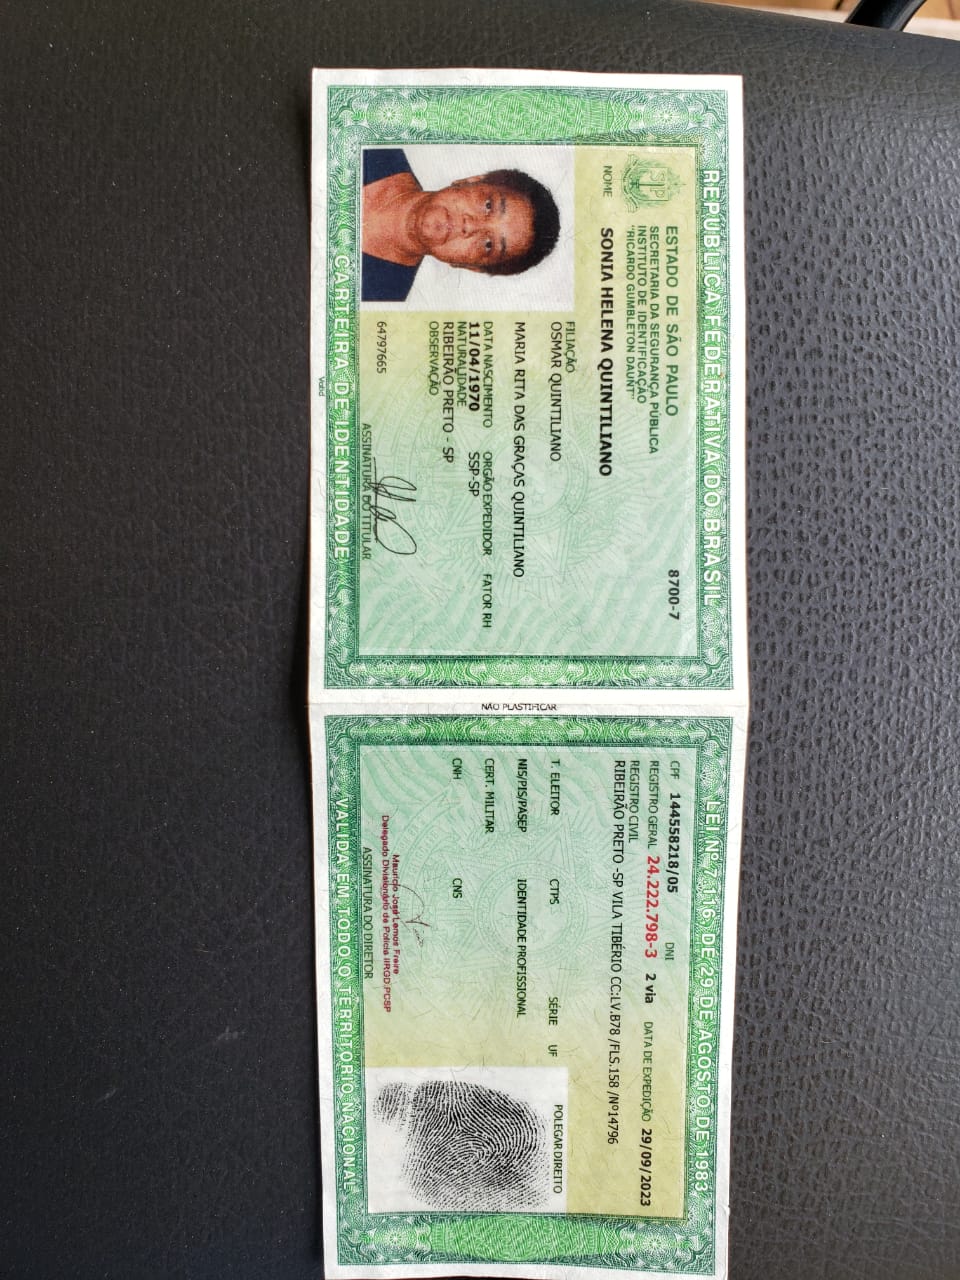 REPÚBLICA FEDERATIVA DO BRASIL
ESTADO DE SÃO PAULO
SECRETARIA DA SEGURANÇA PÚBLICA
INSTITUTO DE IDENTIFICAÇÃO
"RICARDO GUMBLETON DAUNT"
8700-7
NOME SONIA HELENA QUINTILIANO
FILIAÇÃO
OSMAR QUINTILIANO
MARIA RITA DAS GRAÇAS QUINTILIANO
DATA NASCIMENTO ORGÃO EXPEDIDOR FATOR RH
11/04/1970 SSP-SP
NATURALIDADE
RIBEIRÃO PRETO - SP
OBSERVAÇÃO
64797665
ASSINATURA DO TITULAR
CARTEIRA DE IDENTIDADE
Valid
NÃO PLASTIFICAR
LEI Nº 7.116, DE 29 DE AGOSTO DE 1983
CPF 144558218/05 DNI
REGISTRO GERAL 24.222.798-3 2 via DATA DE EXPEDIÇÃO 29/09/2023
REGISTRO CIVIL
RIBEIRÃO PRETO -SP VILA TIBÉRIO CC:LV.B78 /FLS.158 /Nº14796
T. ELEITOR CTPS SÉRIE UF
POLEGAR DIREITO
NIS/PIS/PASEP IDENTIDADE PROFISSIONAL
CERT. MILITAR
CNH CNS
Mauricio José Lemos Freire
Delegado Divisionário de Polícia IIRGD.PCSP
ASSINATURA DO DIRETOR
VÁLIDA EM TODO O TERRITÓRIO NACIONAL